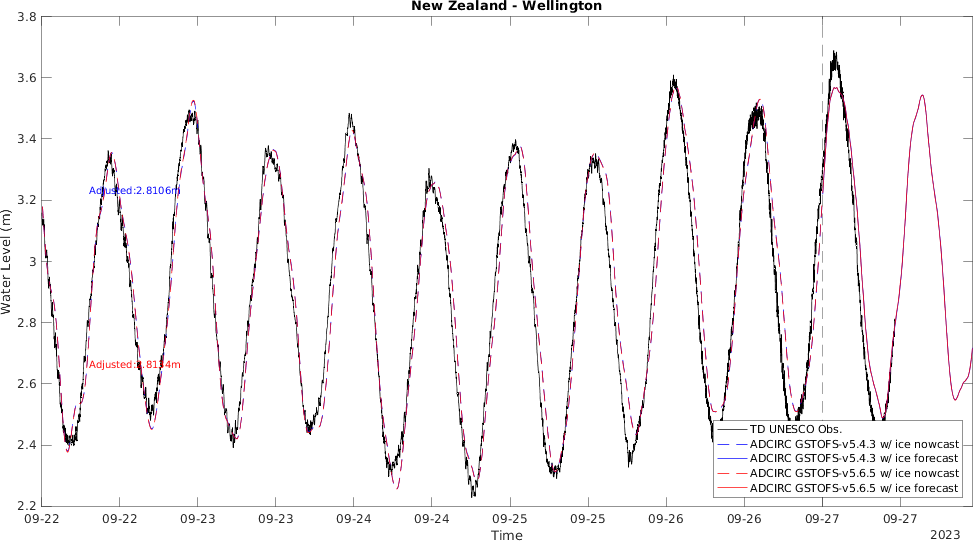 New Zealand - Wellington
3.8
3.6
3.4
3.2
3
2.8
2.6
2.4
2.2
Water Level (m)
Adjusted:2.8106m
Adjusted:
TD UNESCO Obs.
ADCIRC GSTOFS-v5.4.3 w/ ice nowcast
ADCIRC GSTOFS-v5.4.3 w/ ice forecast
ADCIRC GSTOFS-v5.6.5 w/ ice nowcast
ADCIRC GSTOFS-v5.6.5 w/ ice forecast
09-22 09-22 09-23 09-23 09-24 09-24 09-25 09-25 09-26 09-26 09-27 09-27
Time
2023